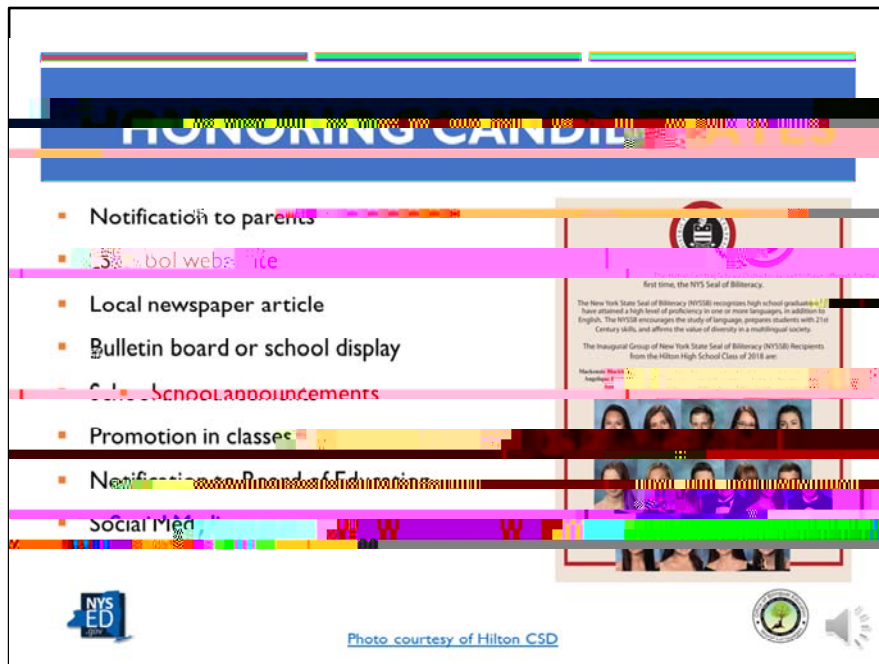 HONORING CANDIDATES
Notification to parents
School website
Local newspaper article
Bulletin board or school display
School announcements
Promotion in classes
Notification to Board of Education
Social Med
first time, the NYS Seal of Biliteracy.
The New York State Seal of Biliteracy (NYSSB) recognizes high school graduates
have attained a high level of proficiency in one or more languages, in addition to
English. The NYSSB encourages the study of language, prepares students with 21st
Century skills, and affirms the value of diversity in a multilingual society.
The Inaugural Group of New York State Seal of Biliteracy (NYSSB) Recipients
from the Hilton High School Class of 2018 are:
NYS
ED
.gov
Photo courtesy of Hilton CSD